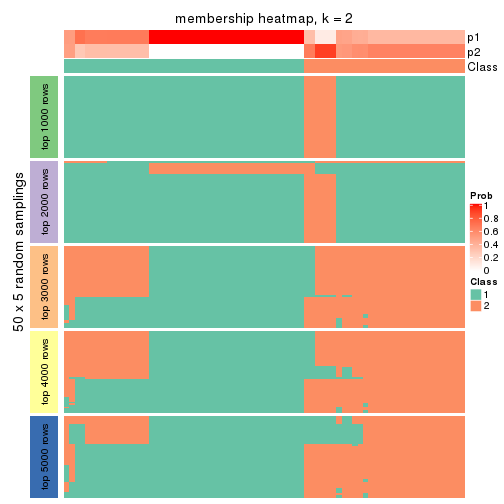 membership heatmap, k = 2
p1
p2
Class
50 x 5 random samplings
top 1000 rows
top 2000 rows
top 3000 rows
top 4000 rows
top 5000 rows
Prob
1
0.8
0.6
0.4
0.2
0
Class
1
2